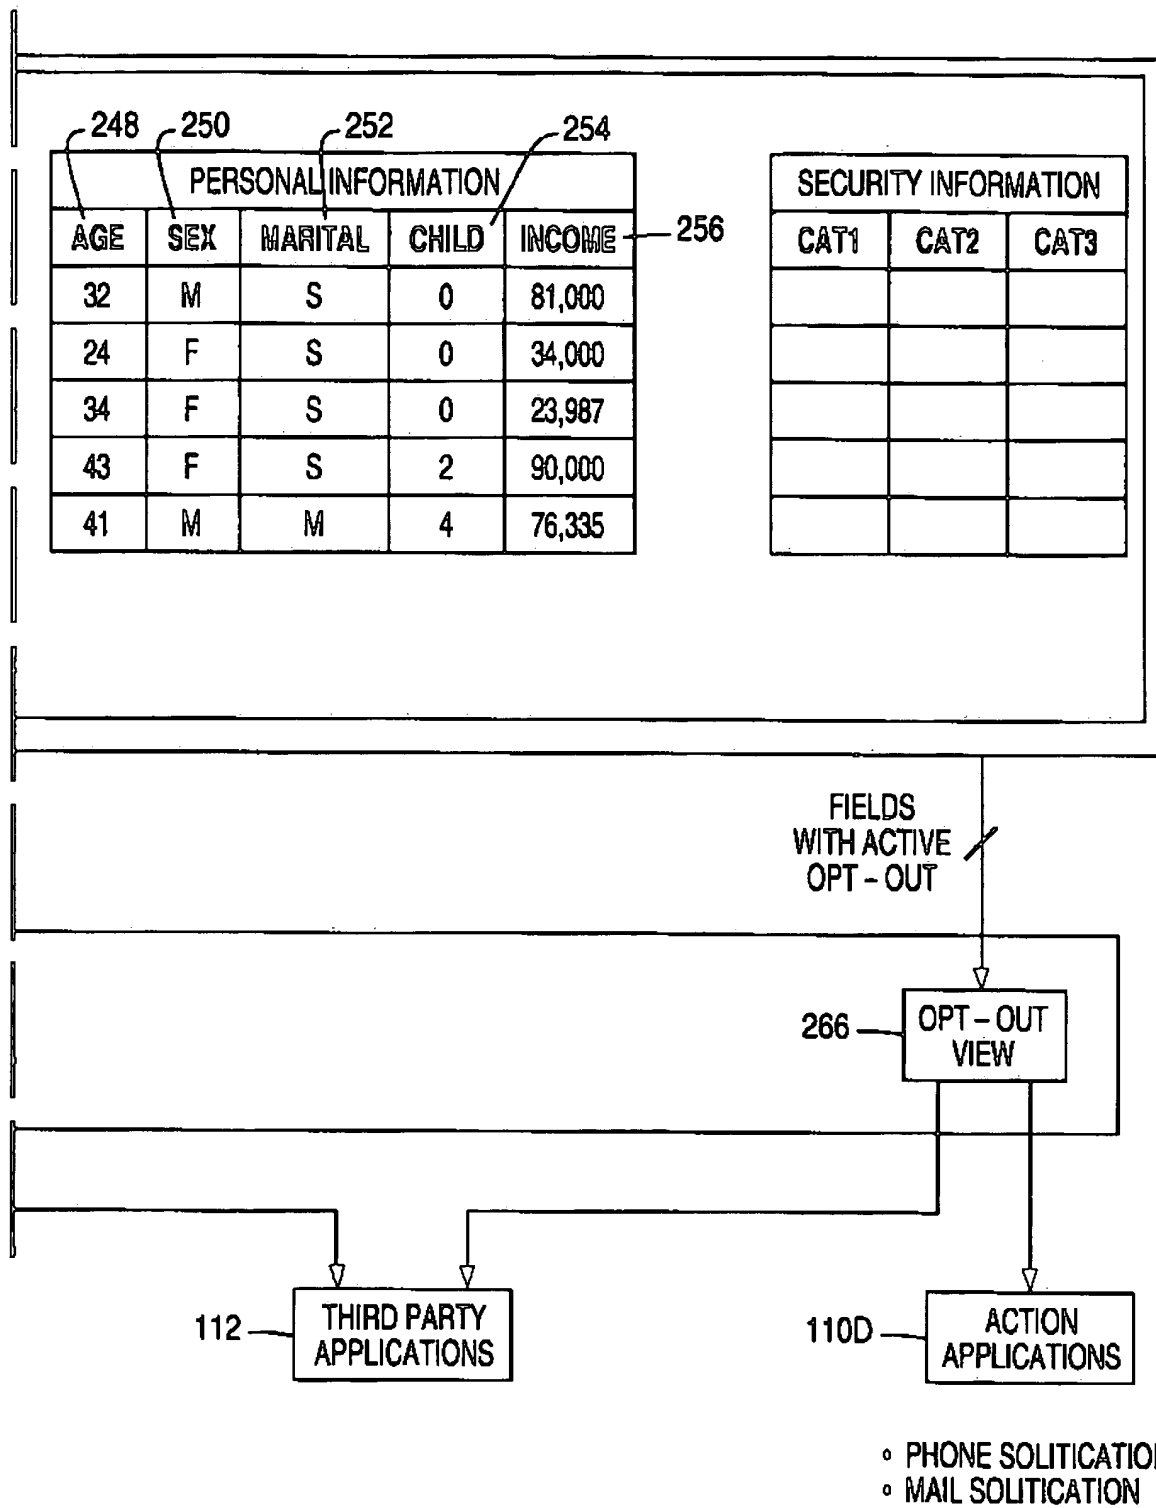 248 250 252 254
PERSONAL INFORMATION
AGE SEX MARITAL CHILD INCOME 256
32 M S 0 81,000
24 F S 0 34,000
34 F S 0 23,987
43 F S 2 90,000
41 M M 4 76,335
SECURITY INFORMATION
CAT1 CAT2 CAT3
FIELDS
WITH ACTIVE
OPT - OUT
266
OPT - OUT
VIEW
112
THIRD PARTY
APPLICATIONS
110D
ACTION
APPLICATIONS
° PHONE SOLITICATIO
° MAIL SOLITICATION